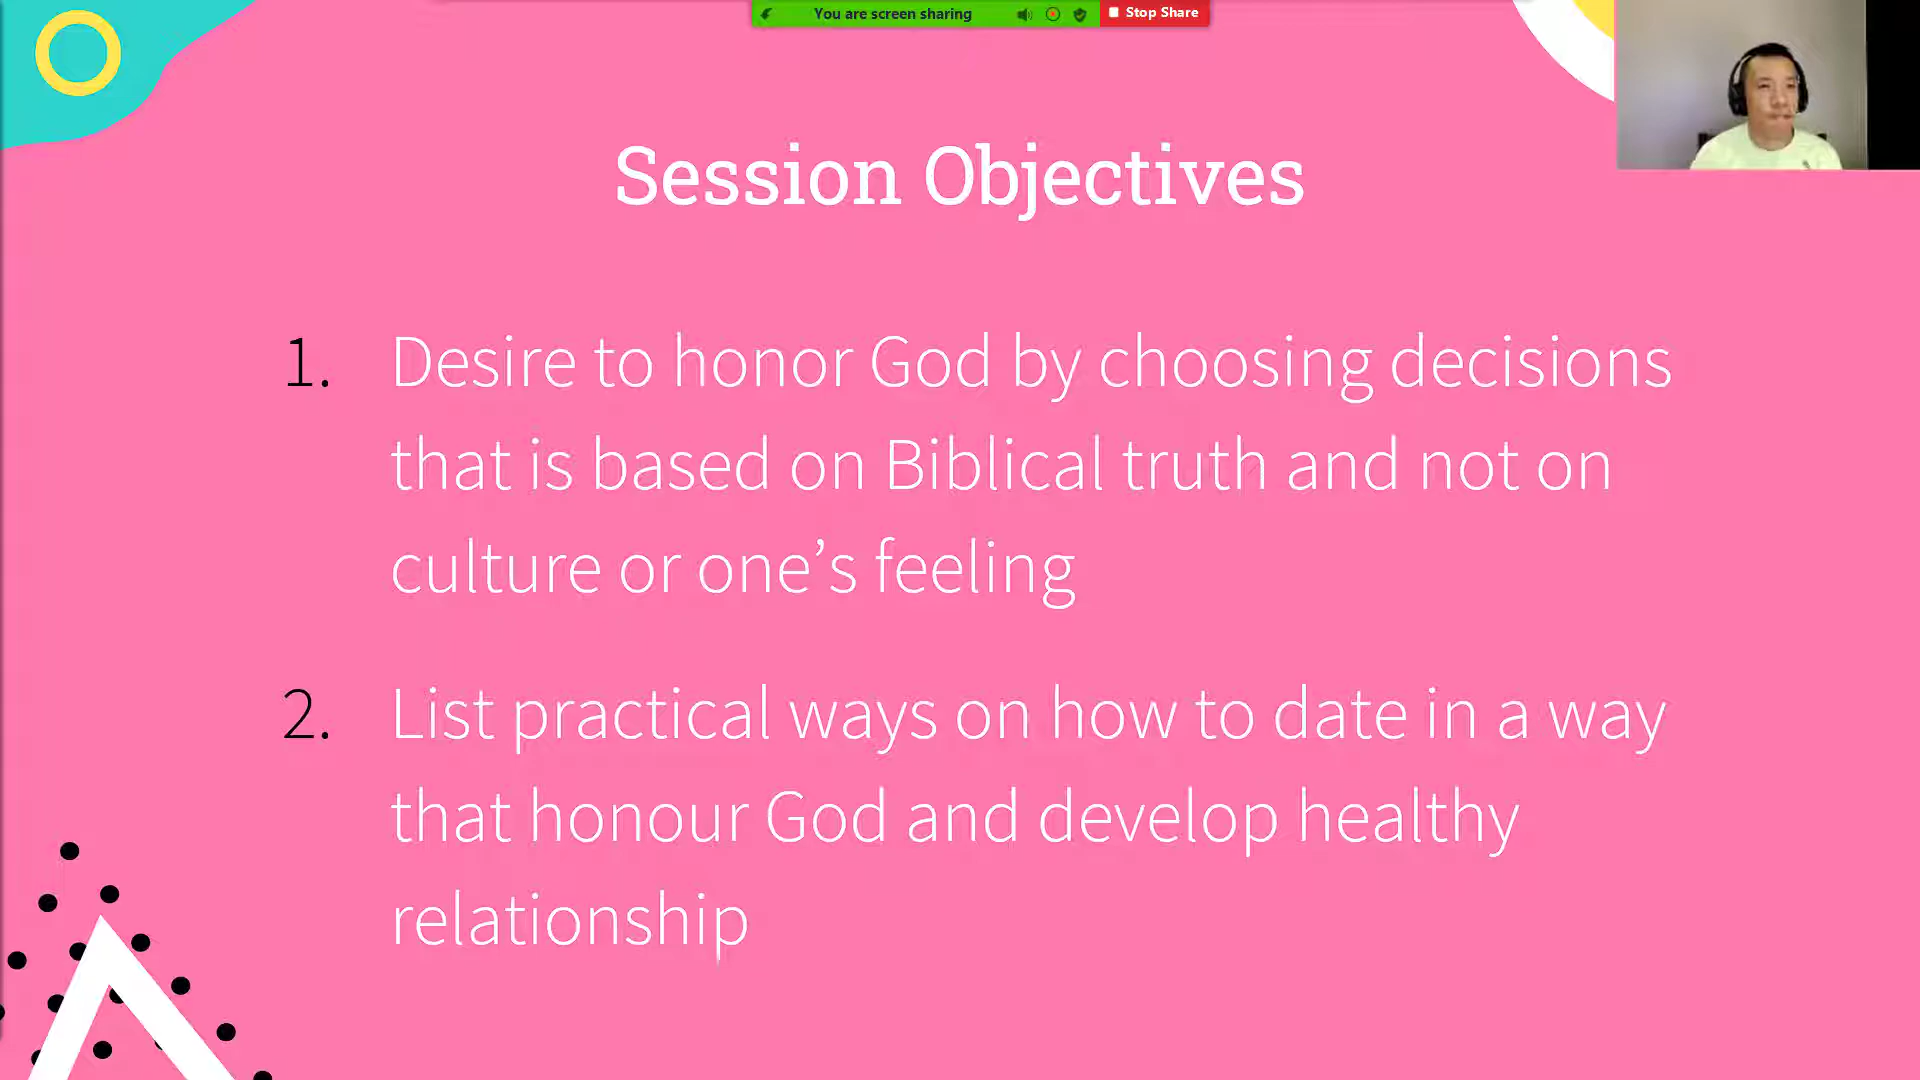 You are screen sharing
Stop Share
Session Objectives
1. Desire to honor God by choosing decisions
that is based on Biblical truth and not on
culture or one’s feeling
2. List practical ways on how to date in a way
that honour God and develop healthy
relationship